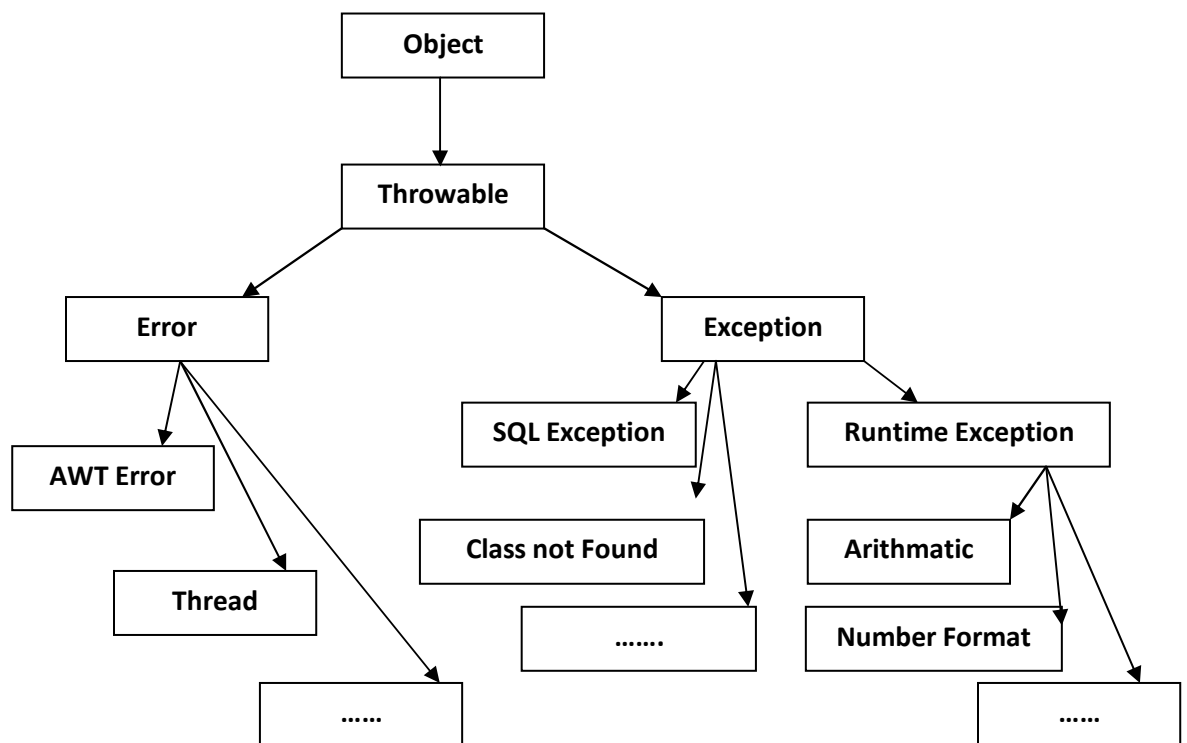 Object
Throwable
Error
Exception
SQL Exception
Runtime Exception
AWT Error
Class not Found
Arithmatic
Thread
.......
Number Format
......
......